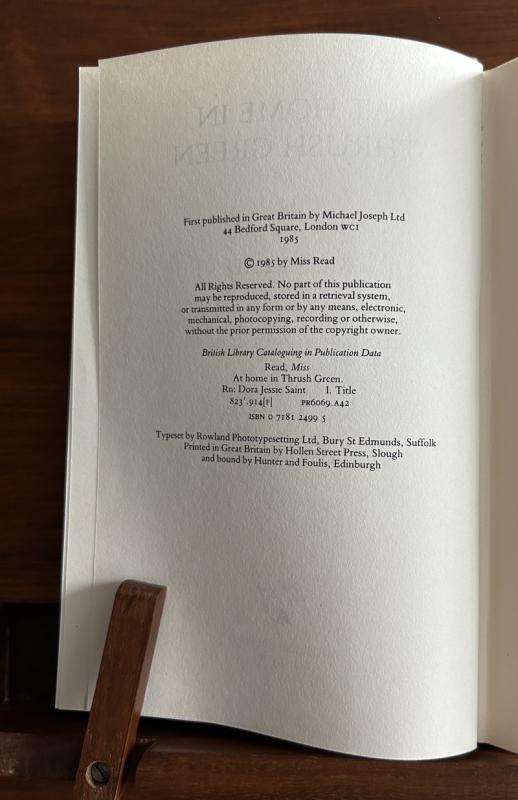 AT HOME IN
THRUSH GREEN
First published in Great Britain by Michael Joseph Ltd
44 Bedford Square, London WC1
1985
© 1985 by Miss Read
All Rights Reserved. No part of this publication
may be reproduced, stored in a retrieval system,
or transmitted in any form or by any means, electronic,
mechanical, photocopying, recording or otherwise,
without the prior permission of the copyright owner.
British Library Cataloguing in Publication Data
Read, Miss
At home in Thrush Green.
Rn: Dora Jessie Saint I. Title
823'.914[F] PR6069.A42
ISBN 0 7181 2499 5
Typeset by Rowland Phototypesetting Ltd, Bury St Edmunds, Suffolk
Printed in Great Britain by Hollen Street Press, Slough
and bound by Hunter and Foulis, Edinburgh